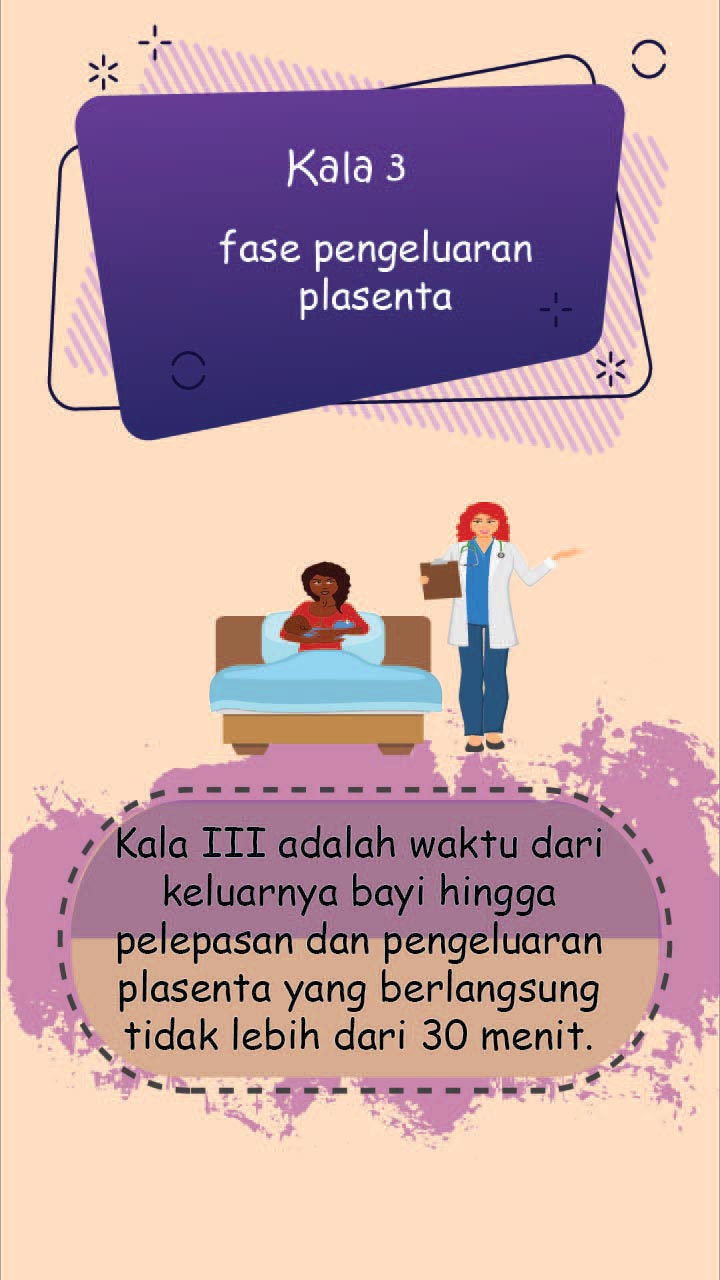 Kala 3
fase pengeluaran
plasenta
Kala III adalah waktu dari
keluarnya bayi hingga
pelepasan dan pengeluaran
plasenta yang berlangsung
tidak lebih dari 30 menit.